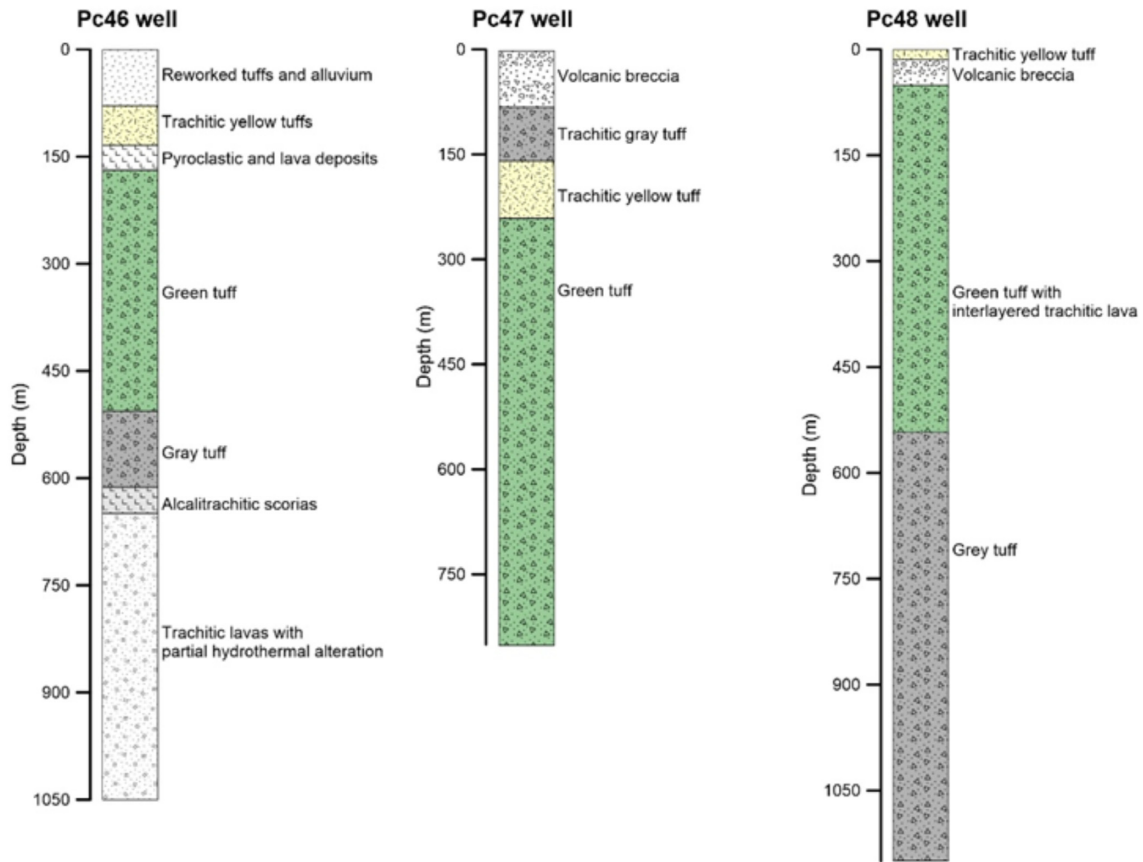 Pc46 well
0
150
300
450
600
750
900
1050
Depth (m)
Reworked tuffs and alluvium
Trachitic yellow tuffs
Pyroclastic and lava deposits
Green tuff
Gray tuff
Alcalitrachitic scorias
Trachitic lavas with
partial hydrothermal alteration
Pc47 well
0
150
300
450
600
750
Depth (m)
Volcanic breccia
Trachitic gray tuff
Trachitic yellow tuff
Green tuff
Pc48 well
0
150
300
450
600
750
900
1050
Depth (m)
Trachitic yellow tuff
Volcanic breccia
Green tuff with
interlayered trachitic lava
Grey tuff